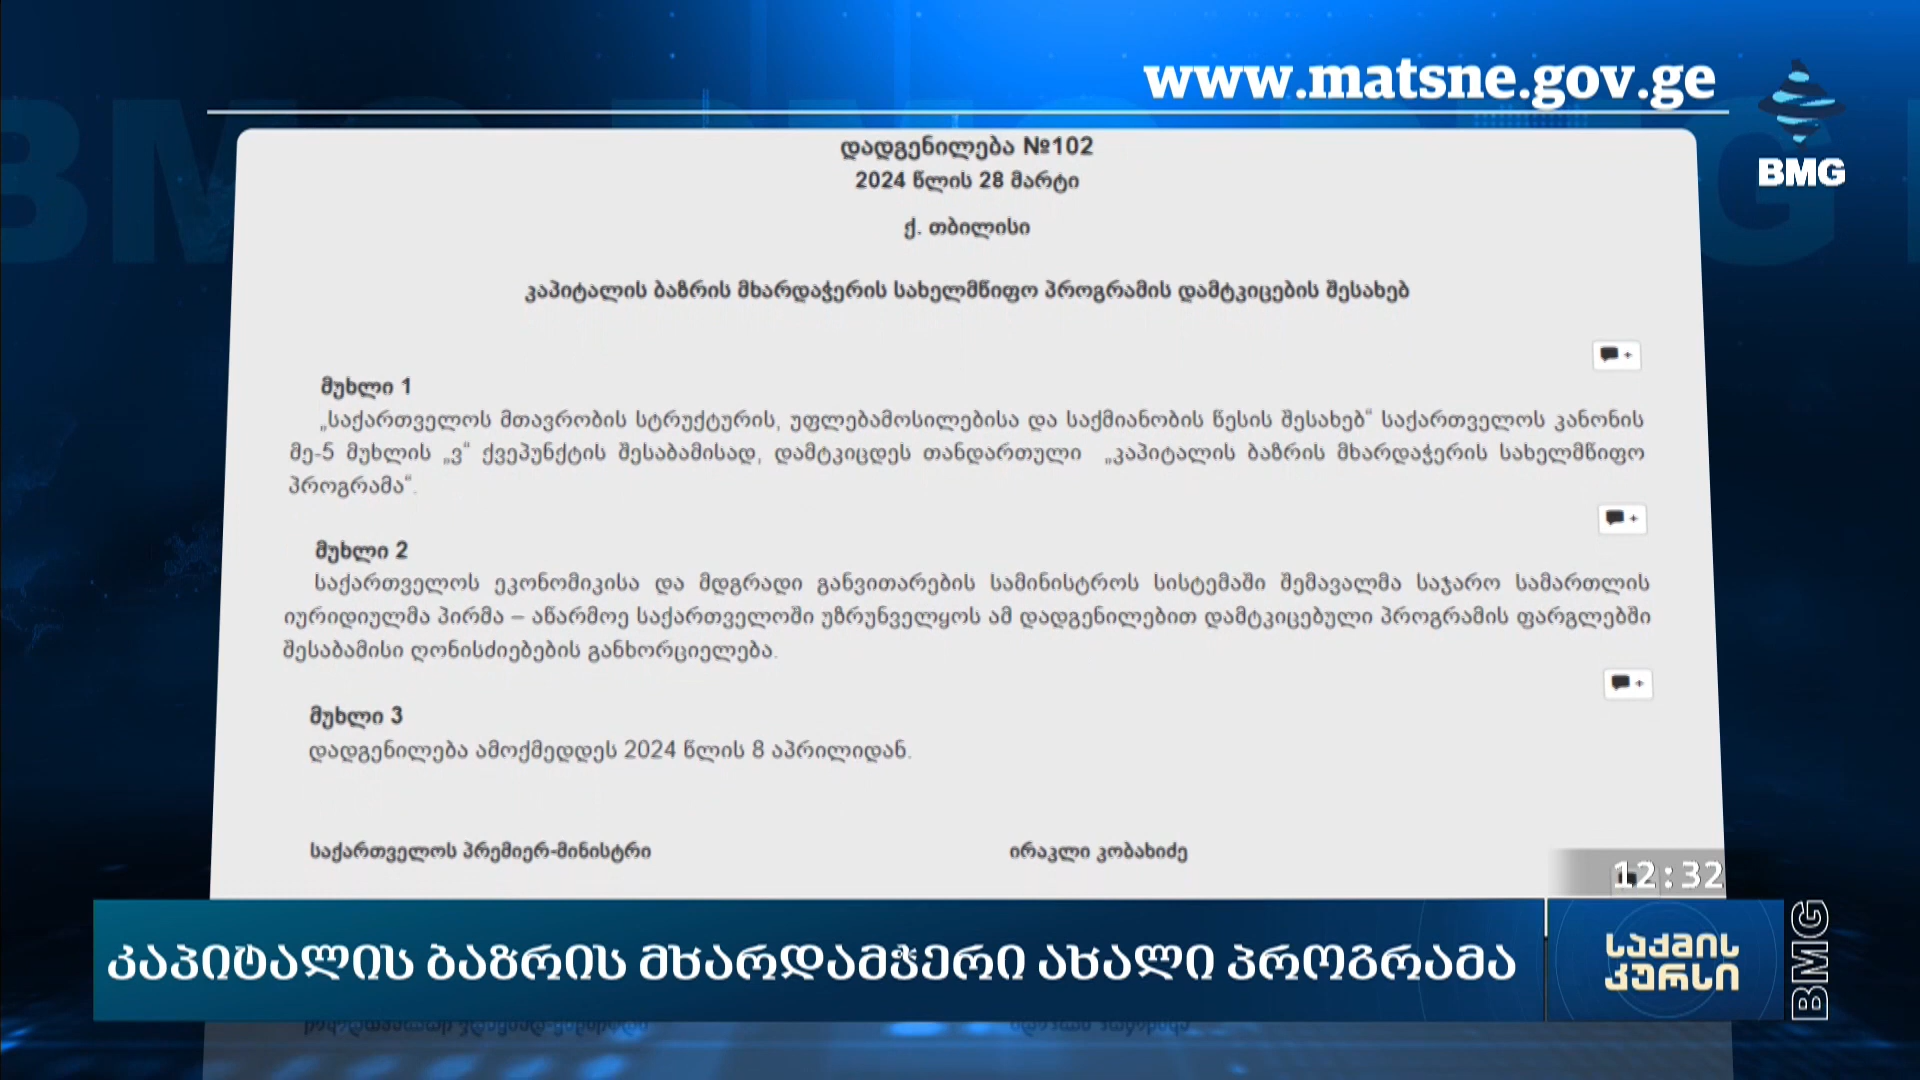 www.matsne.gov.ge
BMG
დადგენილება №102
2024 წლის 28 მარტი
ქ. თბილისი
კაპიტალის ბაზრის მხარდაჭერის სახელმწიფო პროგრამის დამტკიცების შესახებ
მუხლი 1
„საქართველოს მთავრობის სტრუქტურის, უფლებამოსილებისა და საქმიანობის წესის შესახებ“ საქართველოს კანონის
მე-5 მუხლის „ვ“ ქვეპუნქტის შესაბამისად, დამტკიცდეს თანდართული „კაპიტალის ბაზრის მხარდაჭერის სახელმწიფო
პროგრამა“.
მუხლი 2
საქართველოს ეკონომიკისა და მდგრადი განვითარების სამინისტროს სისტემაში შემავალმა საჯარო სამართლის
იურიდიულმა პირმა – აწარმოე საქართველოში უზრუნველყოს ამ დადგენილებით დამტკიცებული პროგრამის ფარგლებში
შესაბამისი ღონისძიებების განხორციელება.
მუხლი 3
დადგენილება ამოქმედდეს 2024 წლის 8 აპრილიდან.
საქართველოს პრემიერ-მინისტრი ირაკლი კობახიძე
12:32
კაპიტალის ბაზრის მხარდამჭერი ახალი პროგრამა
საქმის
კურსი
BMG